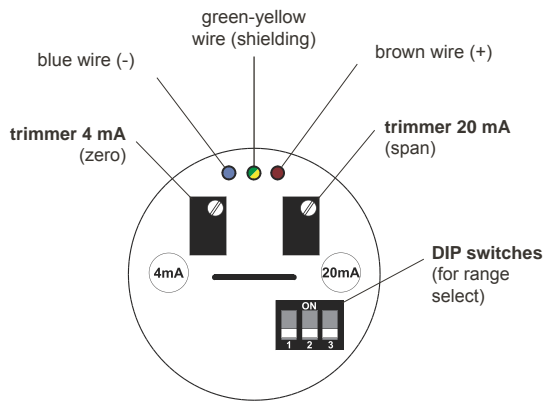 green-yellow
wire (shielding)
blue wire (-)
brown wire (+)
trimmer 4 mA
(zero)
trimmer 20 mA
(span)
4mA
20mA
DIP switches
(for range
select)
ON
1 2 3